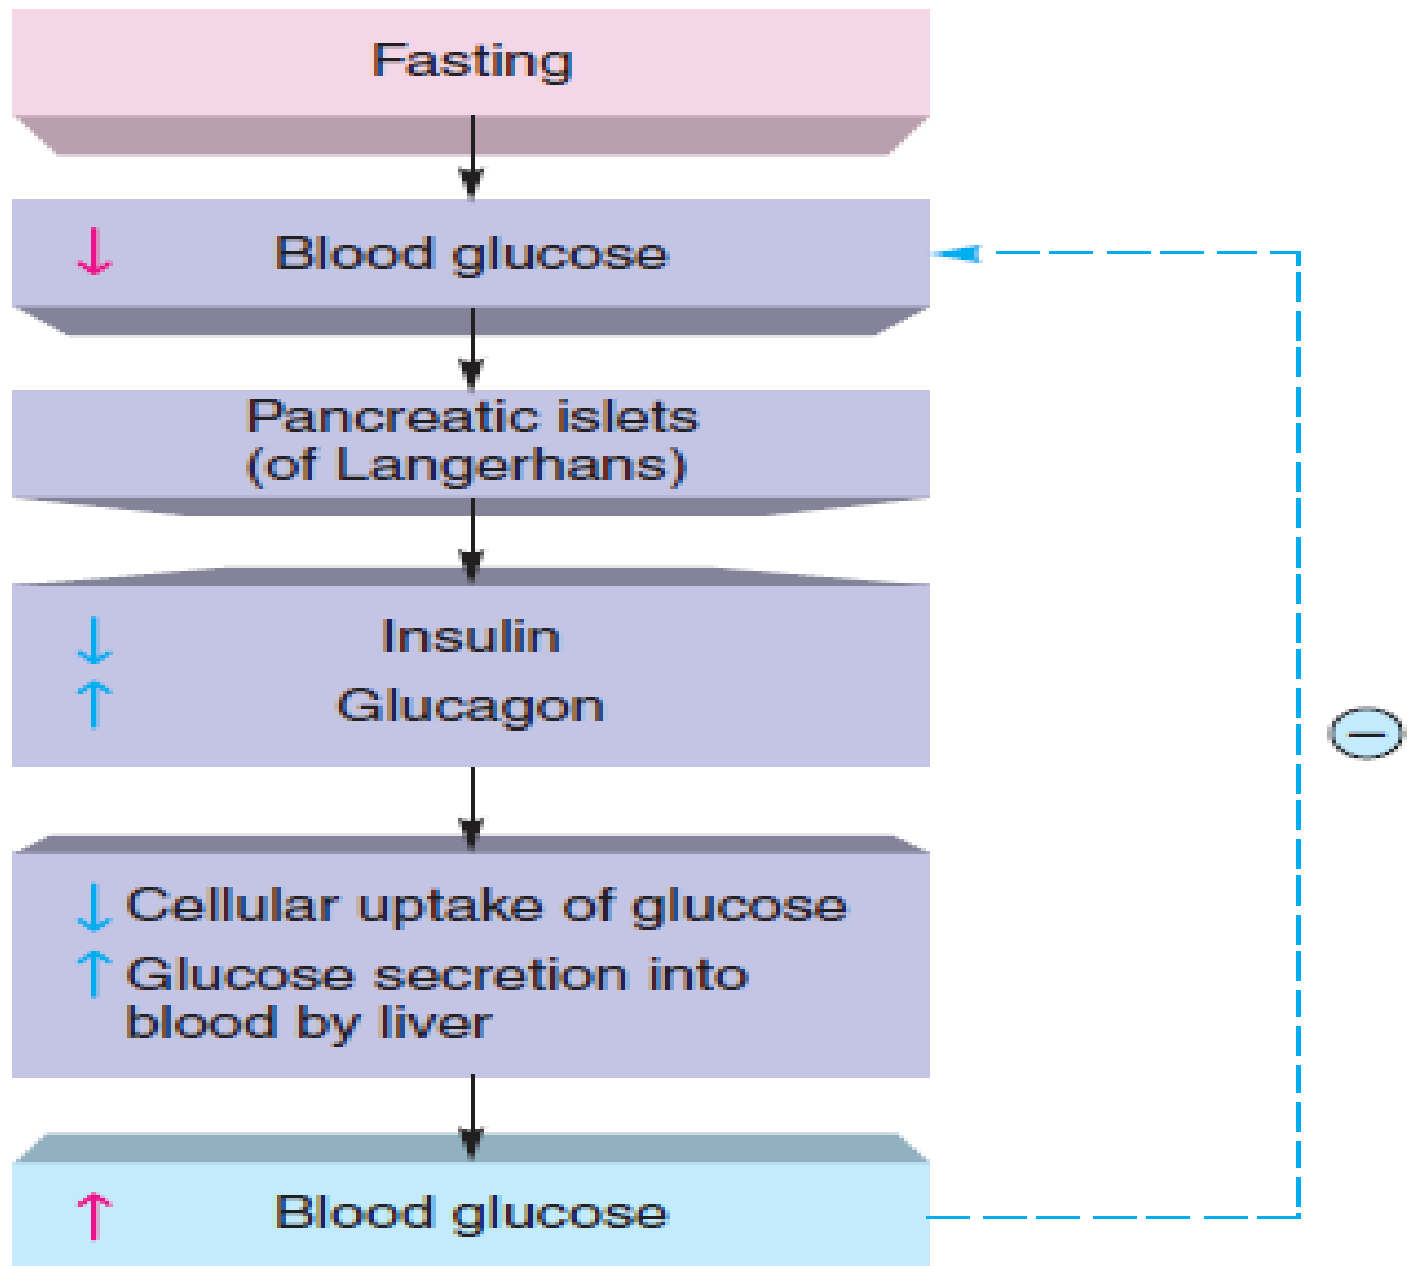 Fasting
↓ Blood glucose
Pancreatic islets
(of Langerhans)
↓ Insulin
↑ Glucagon
↓ Cellular uptake of glucose
↑ Glucose secretion into
blood by liver
↑ Blood glucose
−